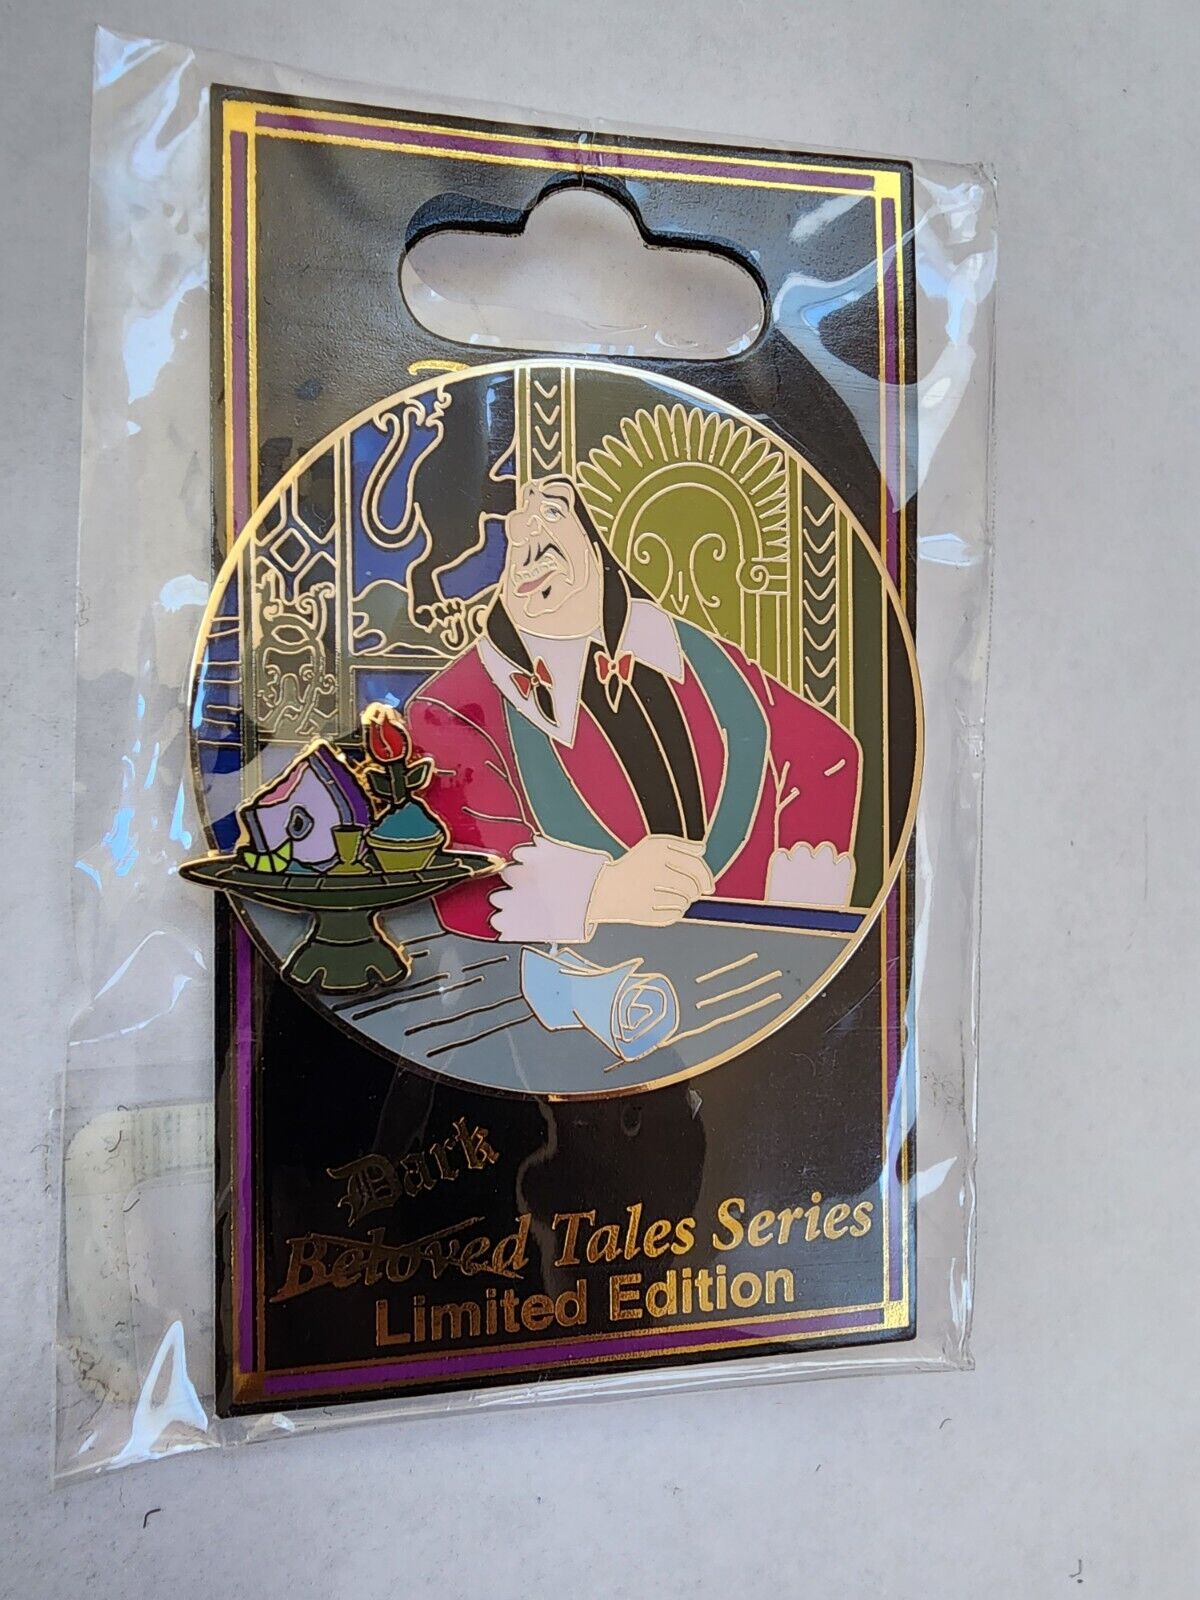 Dark
Beloved Tales Series
Limited Edition